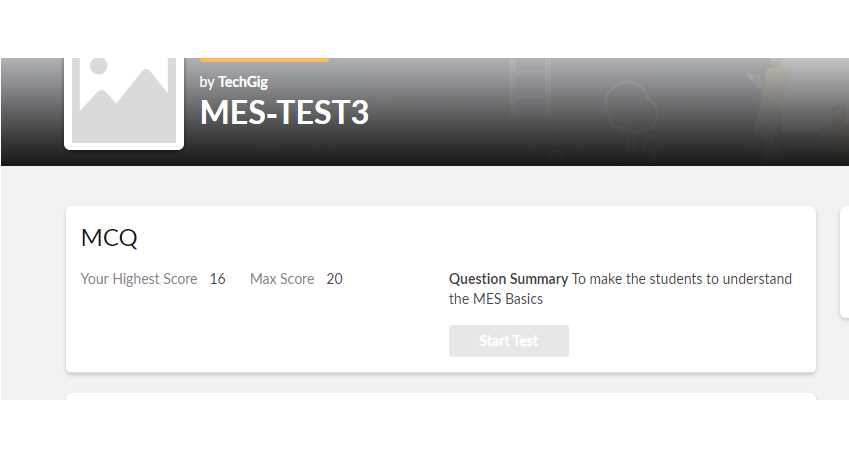 by TechGig
MES-TEST3
MCQ
Your Highest Score 16 Max Score 20
Question Summary To make the students to understand
the MES Basics
Start Test